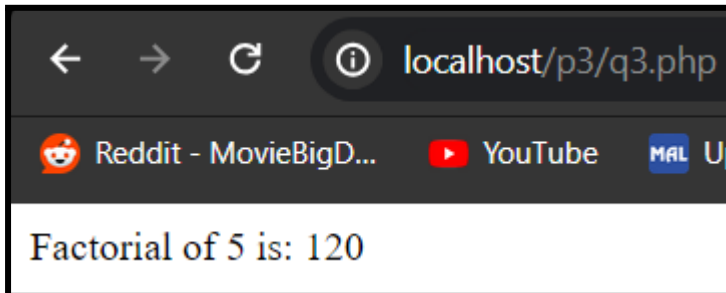 localhost/p3/q3.php
Reddit - MovieBigD... YouTube MAL
Factorial of 5 is: 120